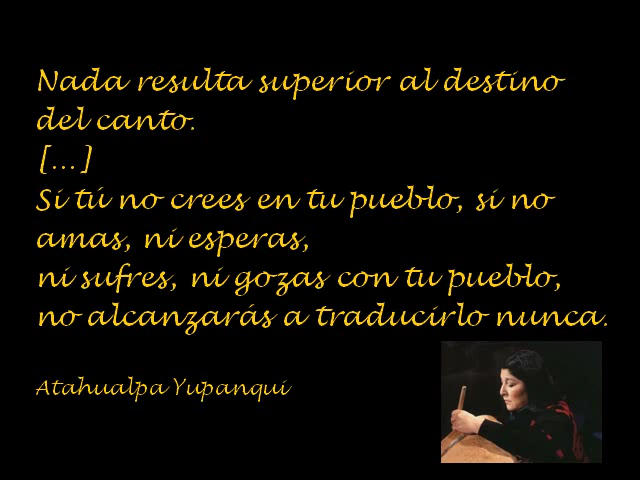 Nada resulta superior al destino
del canto.
[...]
Si tú no crees en tu pueblo, si no
amas, ni esperas,
ni sufres, ni gozas con tu pueblo,
no alcanzarás a traducirlo nunca.
Atahualpa Yupanqui